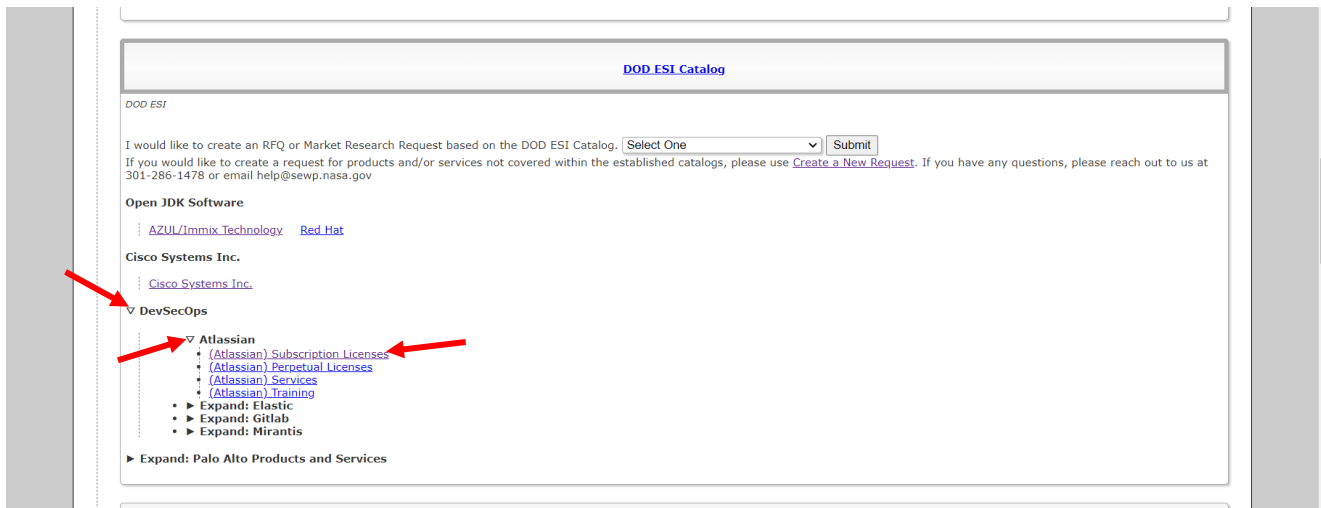 DOD ESI Catalog
DOD ESI
I would like to create an RFQ or Market Research Request based on the DOD ESI Catalog. Select One Submit
If you would like to create a request for products and/or services not covered within the established catalogs, please use Create a New Request. If you have any questions, please reach out to us at
301-286-1478 or email help@sewp.nasa.gov
Open JDK Software
AZUL/Immix Technology Red Hat
Cisco Systems Inc.
Cisco Systems Inc.
▽ DevSecOps
▽ Atlassian
• (Atlassian) Subscription Licenses
• (Atlassian) Perpetual Licenses
• (Atlassian) Services
• (Atlassian) Training
• ► Expand: Elastic
• ► Expand: Gitlab
• ► Expand: Mirantis
► Expand: Palo Alto Products and Services